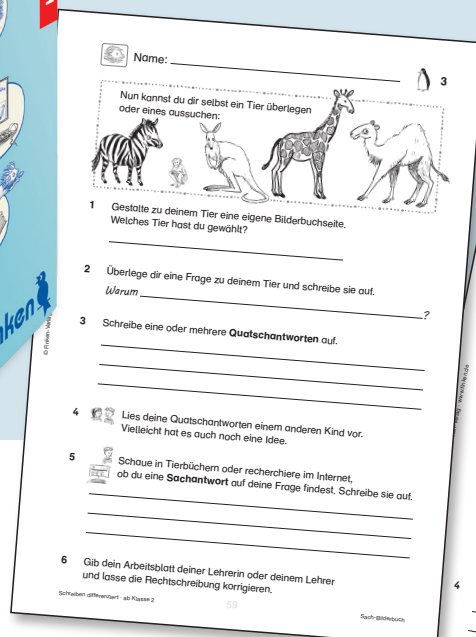 Name:
3
Nun kannst du dir selbst ein Tier überlegen
oder eines aussuchen:
1 Gestalte zu deinem Tier eine eigene Bilderbuchseite.
Welches Tier hast du gewählt?
2 Überlege dir eine Frage zu deinem Tier und schreibe sie auf.
Warum ?
3 Schreibe eine oder mehrere Quatschantworten auf.
4 Lies deine Quatschantworten einem anderen Kind vor.
Vielleicht hat es auch noch eine Idee.
5 Schaue in Tierbüchern oder recherchiere im Internet,
ob du eine Sachantwort auf deine Frage findest. Schreibe sie auf.
6 Gib dein Arbeitsblatt deiner Lehrerin oder deinem Lehrer
und lasse die Rechtschreibung korrigieren.
Schreiben differenziert - ab Klasse 2
59
Sach-Bilderbuch
© Finken-Verlag
www.finken.de
4